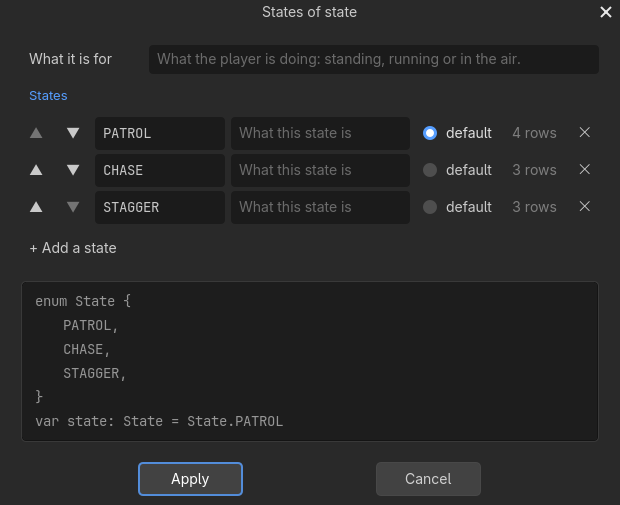 States of state
What it is for What the player is doing: standing, running or in the air.
States
PATROL What this state is default 4 rows
CHASE What this state is default 3 rows
STAGGER What this state is default 3 rows
+ Add a state
enum State {
    PATROL,
    CHASE,
    STAGGER,
}
var state: State = State.PATROL
Apply Cancel